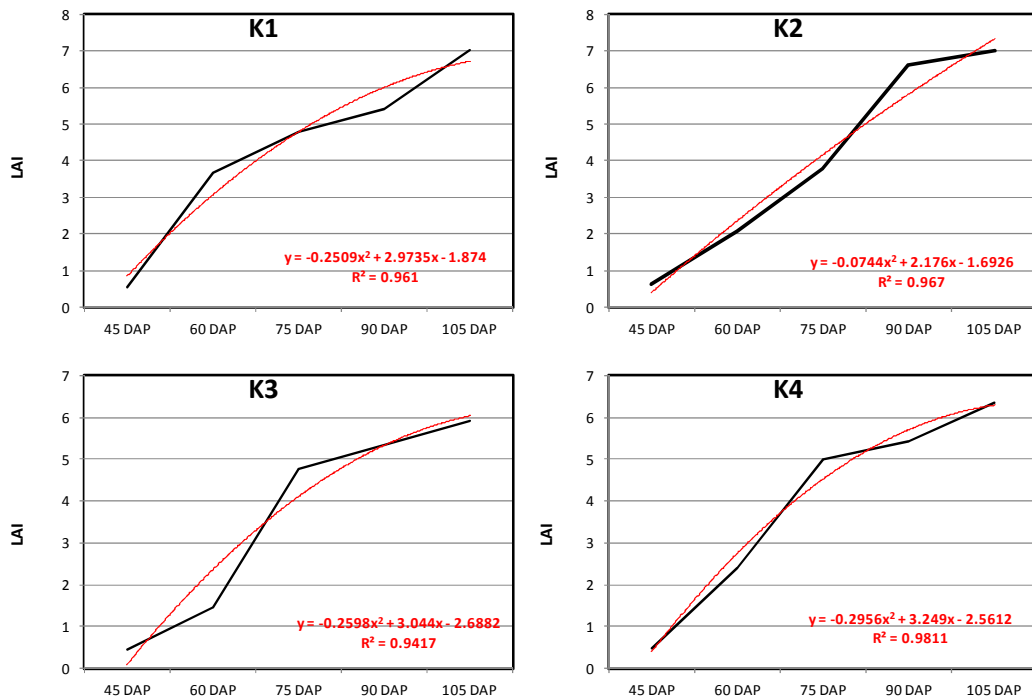 K1
8
7
6
5
4
3
2
1
0
LAI
y = -0.2509x² + 2.9735x - 1.874
R² = 0.961
45 DAP 60 DAP 75 DAP 90 DAP 105 DAP
K2
8
7
6
5
4
3
2
1
0
LAI
y = -0.0744x² + 2.176x - 1.6926
R² = 0.967
45 DAP 60 DAP 75 DAP 90 DAP 105 DAP
K3
7
6
5
4
3
2
1
0
LAI
y = -0.2598x² + 3.044x - 2.6882
R² = 0.9417
45 DAP 60 DAP 75 DAP 90 DAP 105 DAP
K4
7
6
5
4
3
2
1
0
LAI
y = -0.2956x² + 3.249x - 2.5612
R² = 0.9811
45 DAP 60 DAP 75 DAP 90 DAP 105 DAP